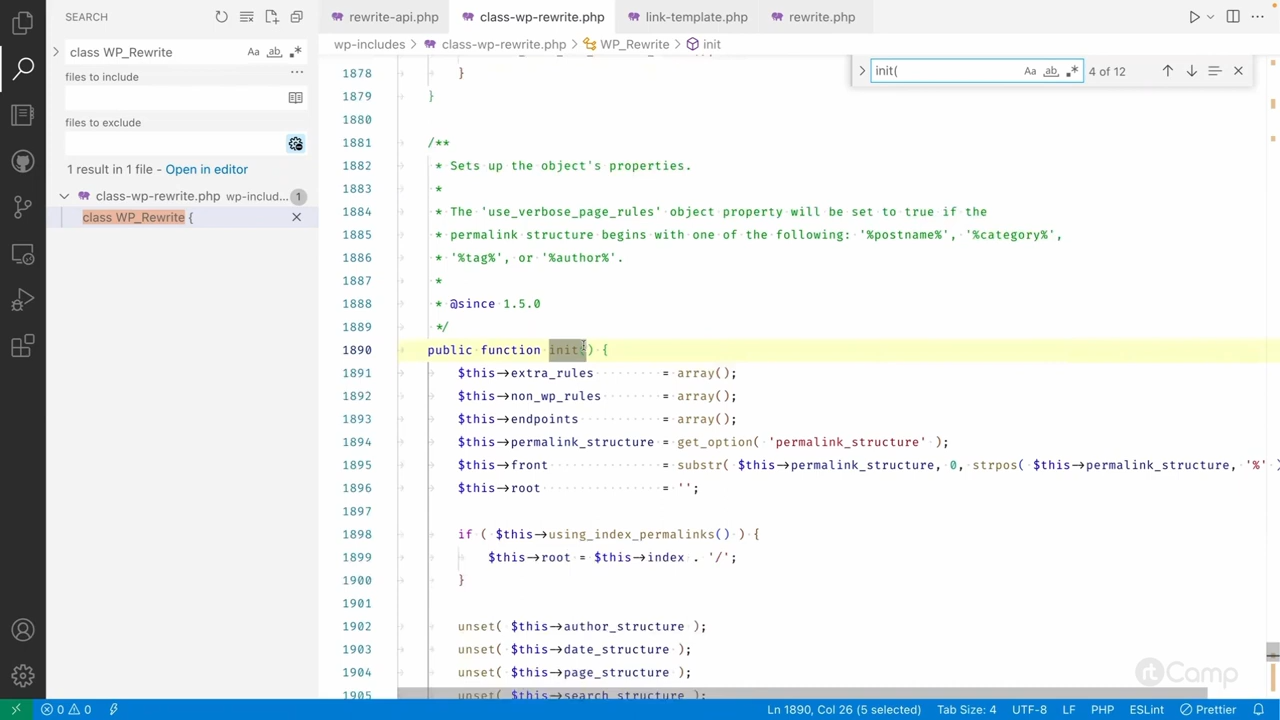 SEARCH
class WP_Rewrite
Aa
ab
files to include
files to exclude
1 result in 1 file - Open in editor
class-wp-rewrite.php wp-includ... 1
class WP_Rewrite {
rewrite-api.php class-wp-rewrite.php link-template.php rewrite.php
wp-includes > class-wp-rewrite.php > WP_Rewrite > init
init( Aa ab 4 of 12
1878 }
1879 }
1880
1881 /**
1882 * Sets up the object's properties.
1883 *
1884 * The 'use_verbose_page_rules' object property will be set to true if the
1885 * permalink structure begins with one of the following: '%postname%', '%category%',
1886 * '%tag%', or '%author%'.
1887 *
1888 * @since 1.5.0
1889 */
1890 public function init() {
1891 $this->extra_rules = array();
1892 $this->non_wp_rules = array();
1893 $this->endpoints = array();
1894 $this->permalink_structure = get_option( 'permalink_structure' );
1895 $this->front = substr( $this->permalink_structure, 0, strpos( $this->permalink_structure, '%' )
1896 $this->root = '';
1897
1898 if ( $this->using_index_permalinks() ) {
1899 $this->root = $this->index . '/';
1900 }
1901
1902 unset( $this->author_structure );
1903 unset( $this->date_structure );
1904 unset( $this->page_structure );
1905 unset( $this->search_structure );
rtCamp
0 0 Ln 1890, Col 26 (5 selected) Tab Size: 4 UTF-8 LF PHP ESLint Prettier